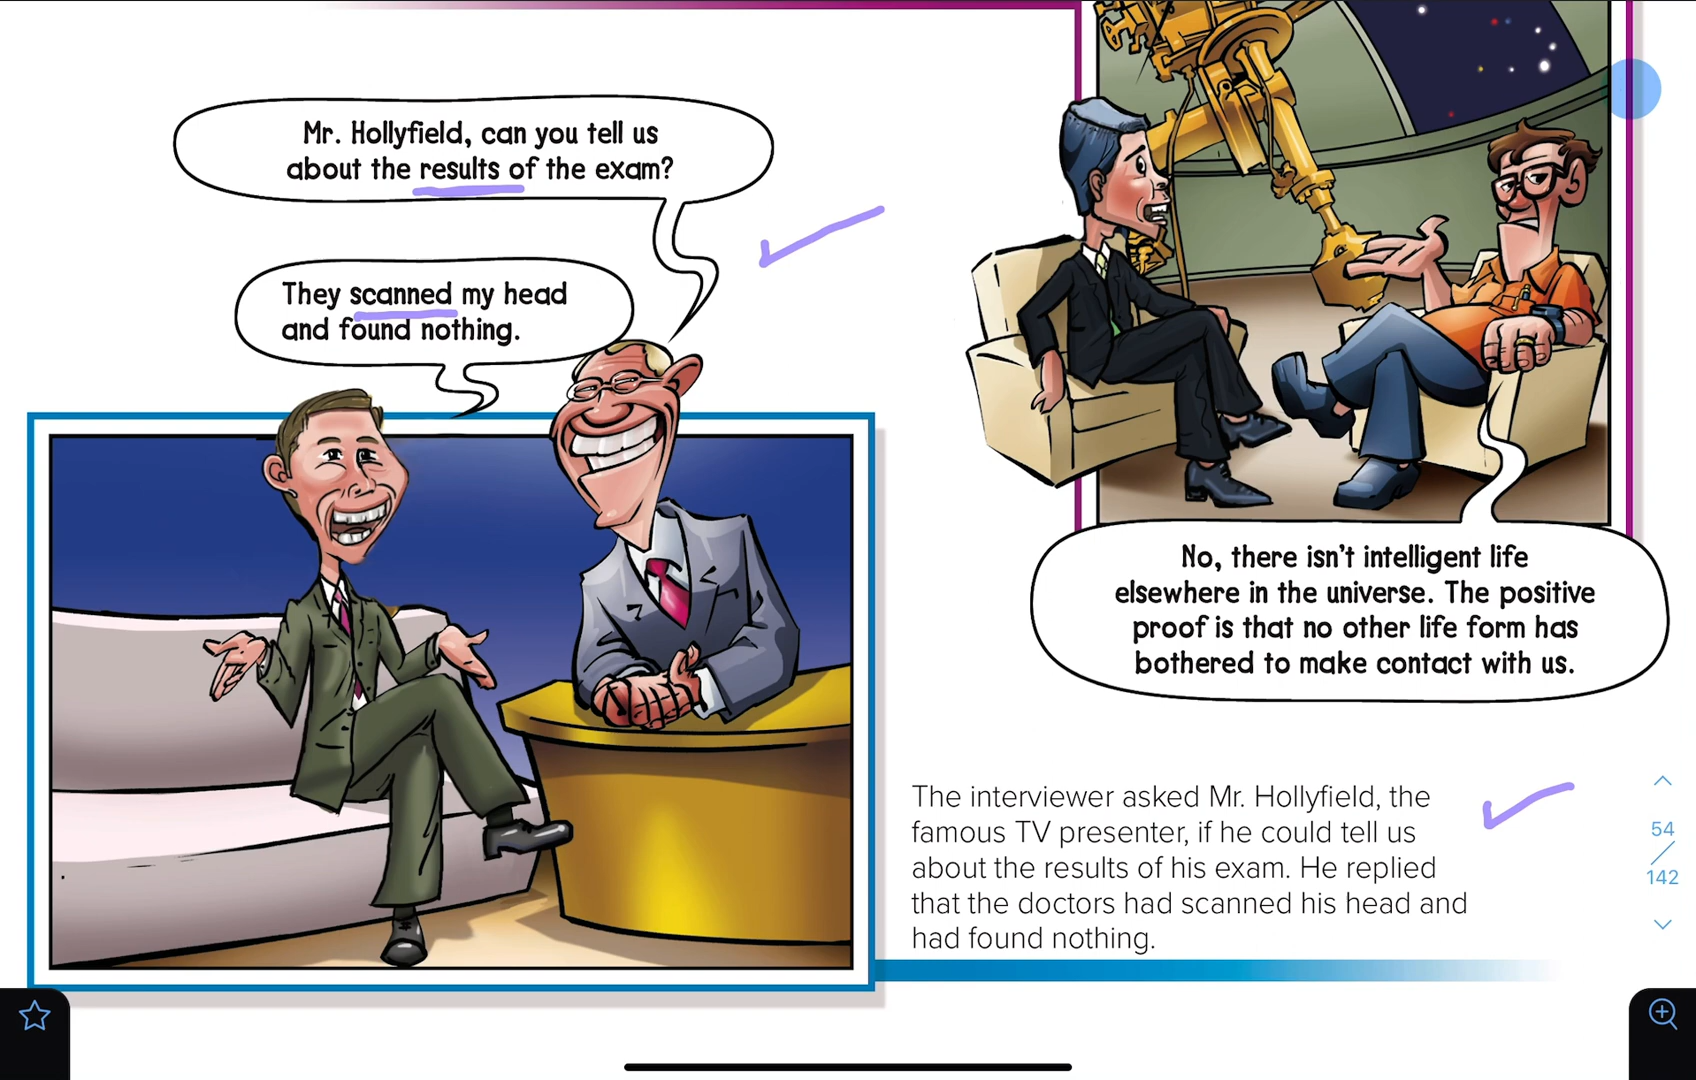 Mr. Hollyfield, can you tell us
about the results of the exam?
They scanned my head
and found nothing.
No, there isn't intelligent life
elsewhere in the universe. The positive
proof is that no other life form has
bothered to make contact with us.
The interviewer asked Mr. Hollyfield, the
famous TV presenter, if he could tell us
about the results of his exam. He replied
that the doctors had scanned his head and
had found nothing.
54
142